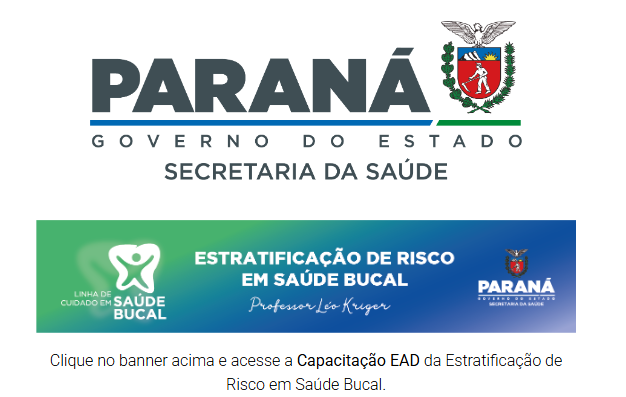 PARANÁ
GOVERNO DO ESTADO
SECRETARIA DA SAÚDE
LINHA DE
CUIDADO EM SAÚDE
BUCAL
ESTRATIFICAÇÃO DE RISCO
EM SAÚDE BUCAL
Professor Léo Kriger
PARANÁ
GOVERNO DO ESTADO
SECRETARIA DA SAÚDE
Clique no banner acima e acesse a Capacitação EAD da Estratificação de
Risco em Saúde Bucal.